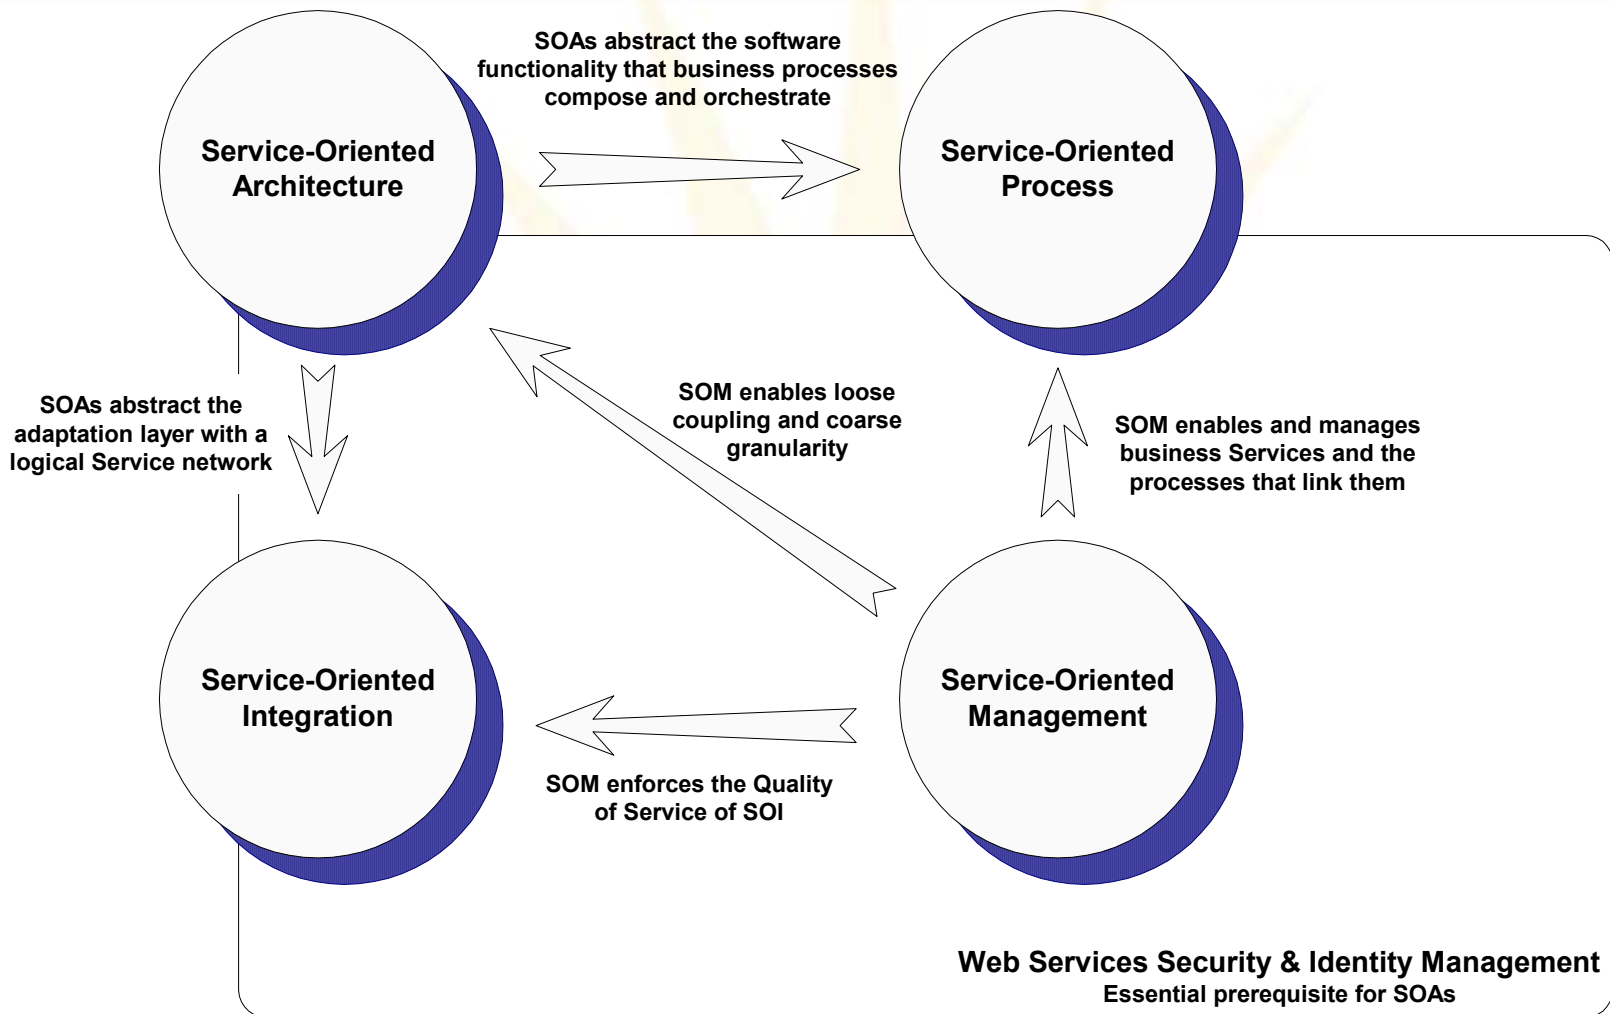 SOAs abstract the software
functionality that business processes
compose and orchestrate
Service-Oriented
Architecture
Service-Oriented
Process
SOAs abstract the
adaptation layer with a
logical Service network
SOM enables loose
coupling and coarse
granularity
SOM enables and manages
business Services and the
processes that link them
Service-Oriented
Integration
Service-Oriented
Management
SOM enforces the Quality
of Service of SOI
Web Services Security & Identity Management
Essential prerequisite for SOAs